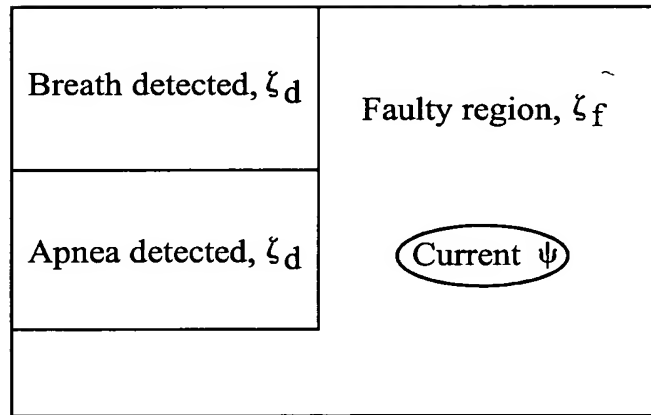 Breath detected, ζd
Faulty region, ζf
Apnea detected, ζd
Current ψ